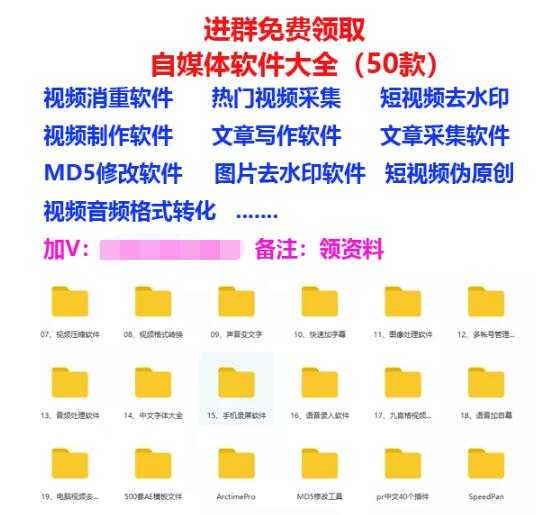 进群免费领取
自媒体软件大全（50款）
视频消重软件 热门视频采集 短视频去水印
视频制作软件 文章写作软件 文章采集软件
MD5修改软件 图片去水印软件 短视频伪原创
视频音频格式转化 .......
加V： 备注：领资料
07、视频压缩软件 08、视频格式转换 09、声音变文字 10、快速加字幕 11、图像处理软件 12、多帐号管理...
13、音频处理软件 14、中文字体大全 15、手机录屏软件 16、语音录入软件 17、九宫格视频... 18、语音加自幕
19、电脑视频去... 500套AE模板文件 ArctimePro MD5修改工具 pr中文40个插件 SpeedPan